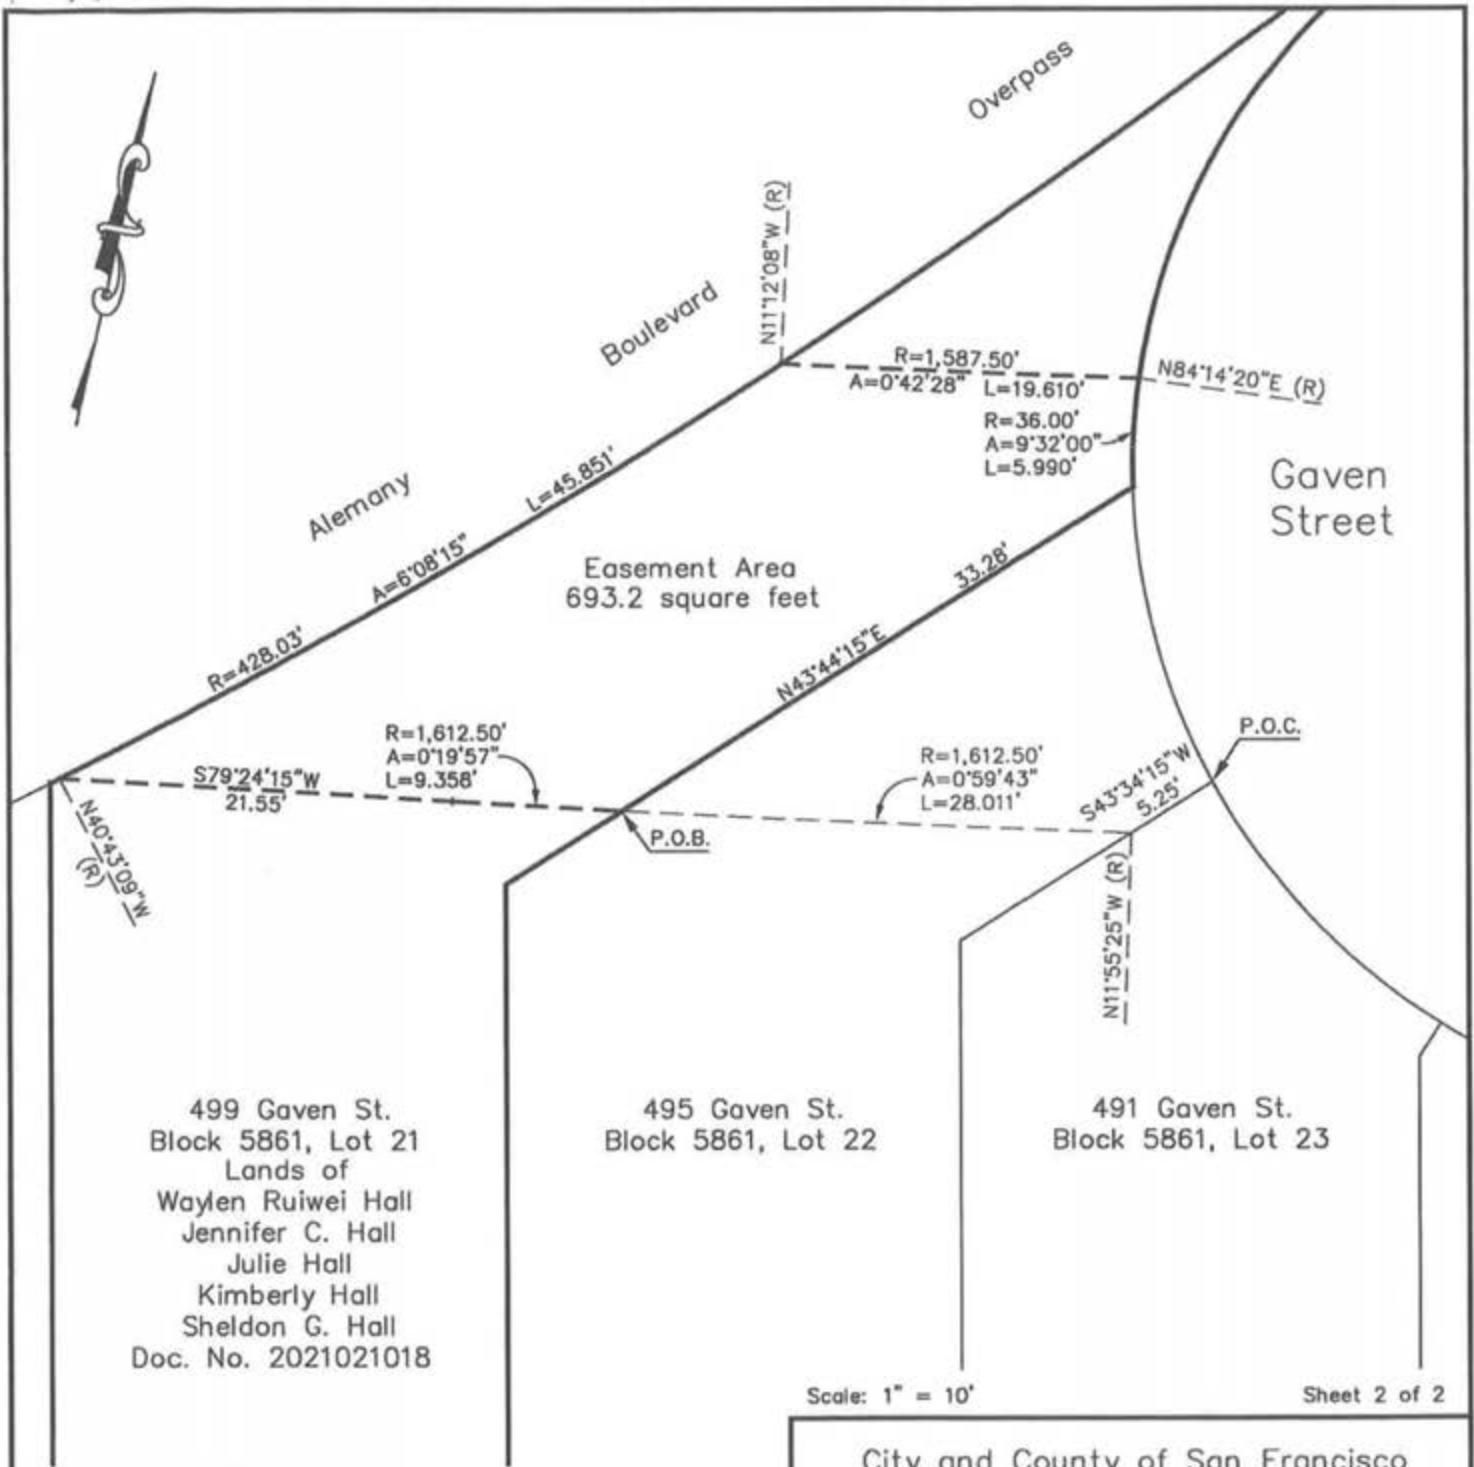 Overpass
N11°12'08"W (R)
Boulevard
R=1,587.50'
A=0°42'28" L=19.610'
N84°14'20"E (R)
R=36.00'
A=9°32'00"
L=5.990'
Gaven
Street
Alemany
L=45.851'
A=6°08'15"
R=428.03'
Easement Area
693.2 square feet
33.28'
N43°44'15"E
R=1,612.50'
A=0°19'57"
L=9.358'
S79°24'15"W
21.55'
N40°43'09"W
(R)
P.O.B.
R=1,612.50'
A=0°59'43"
L=28.011'
P.O.C.
S43°34'15"W
5.25'
N11°55'25"W (R)
499 Gaven St.
Block 5861, Lot 21
Lands of
Waylen Ruiwei Hall
Jennifer C. Hall
Julie Hall
Kimberly Hall
Sheldon G. Hall
Doc. No. 2021021018
495 Gaven St.
Block 5861, Lot 22
491 Gaven St.
Block 5861, Lot 23
Scale: 1" = 10'
Sheet 2 of 2
City and County of San Francisco